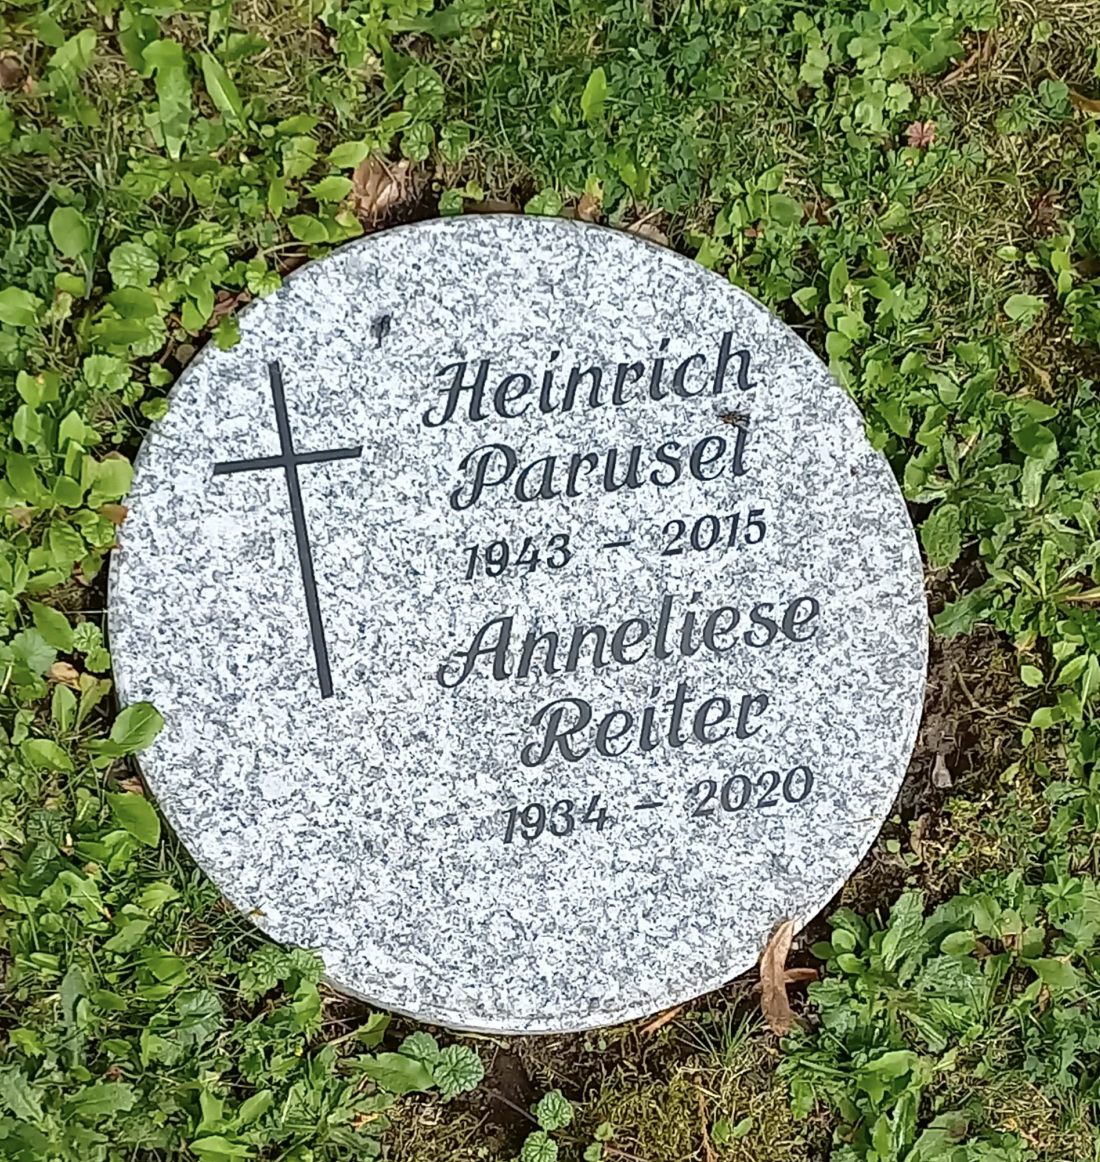 Heinrich
Parusel
1943 – 2015
Anneliese
Reiter
1934 – 2020